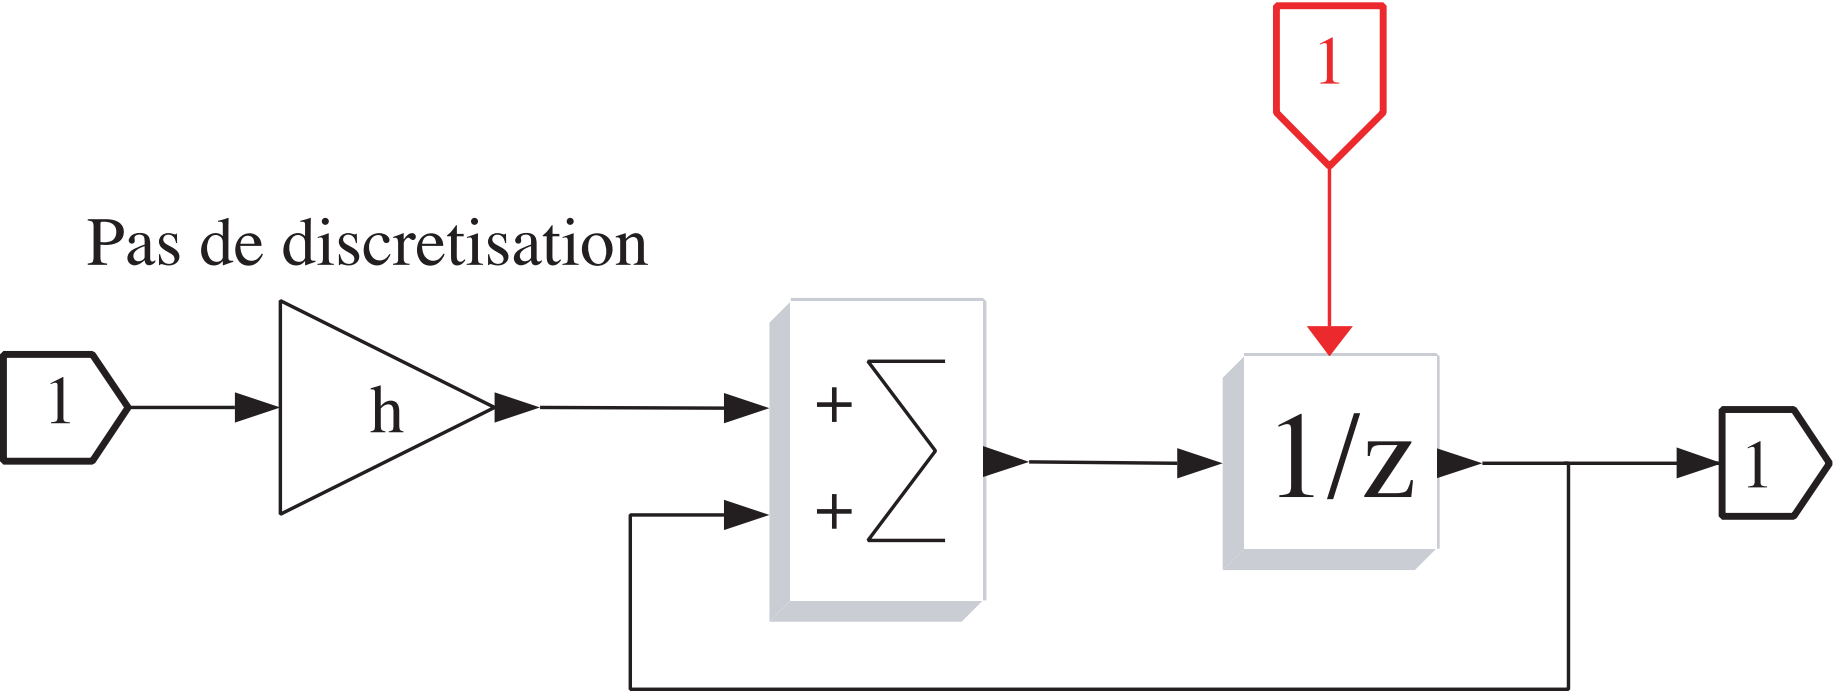 1
Pas de discretisation
1
h
+
+
1/z
1